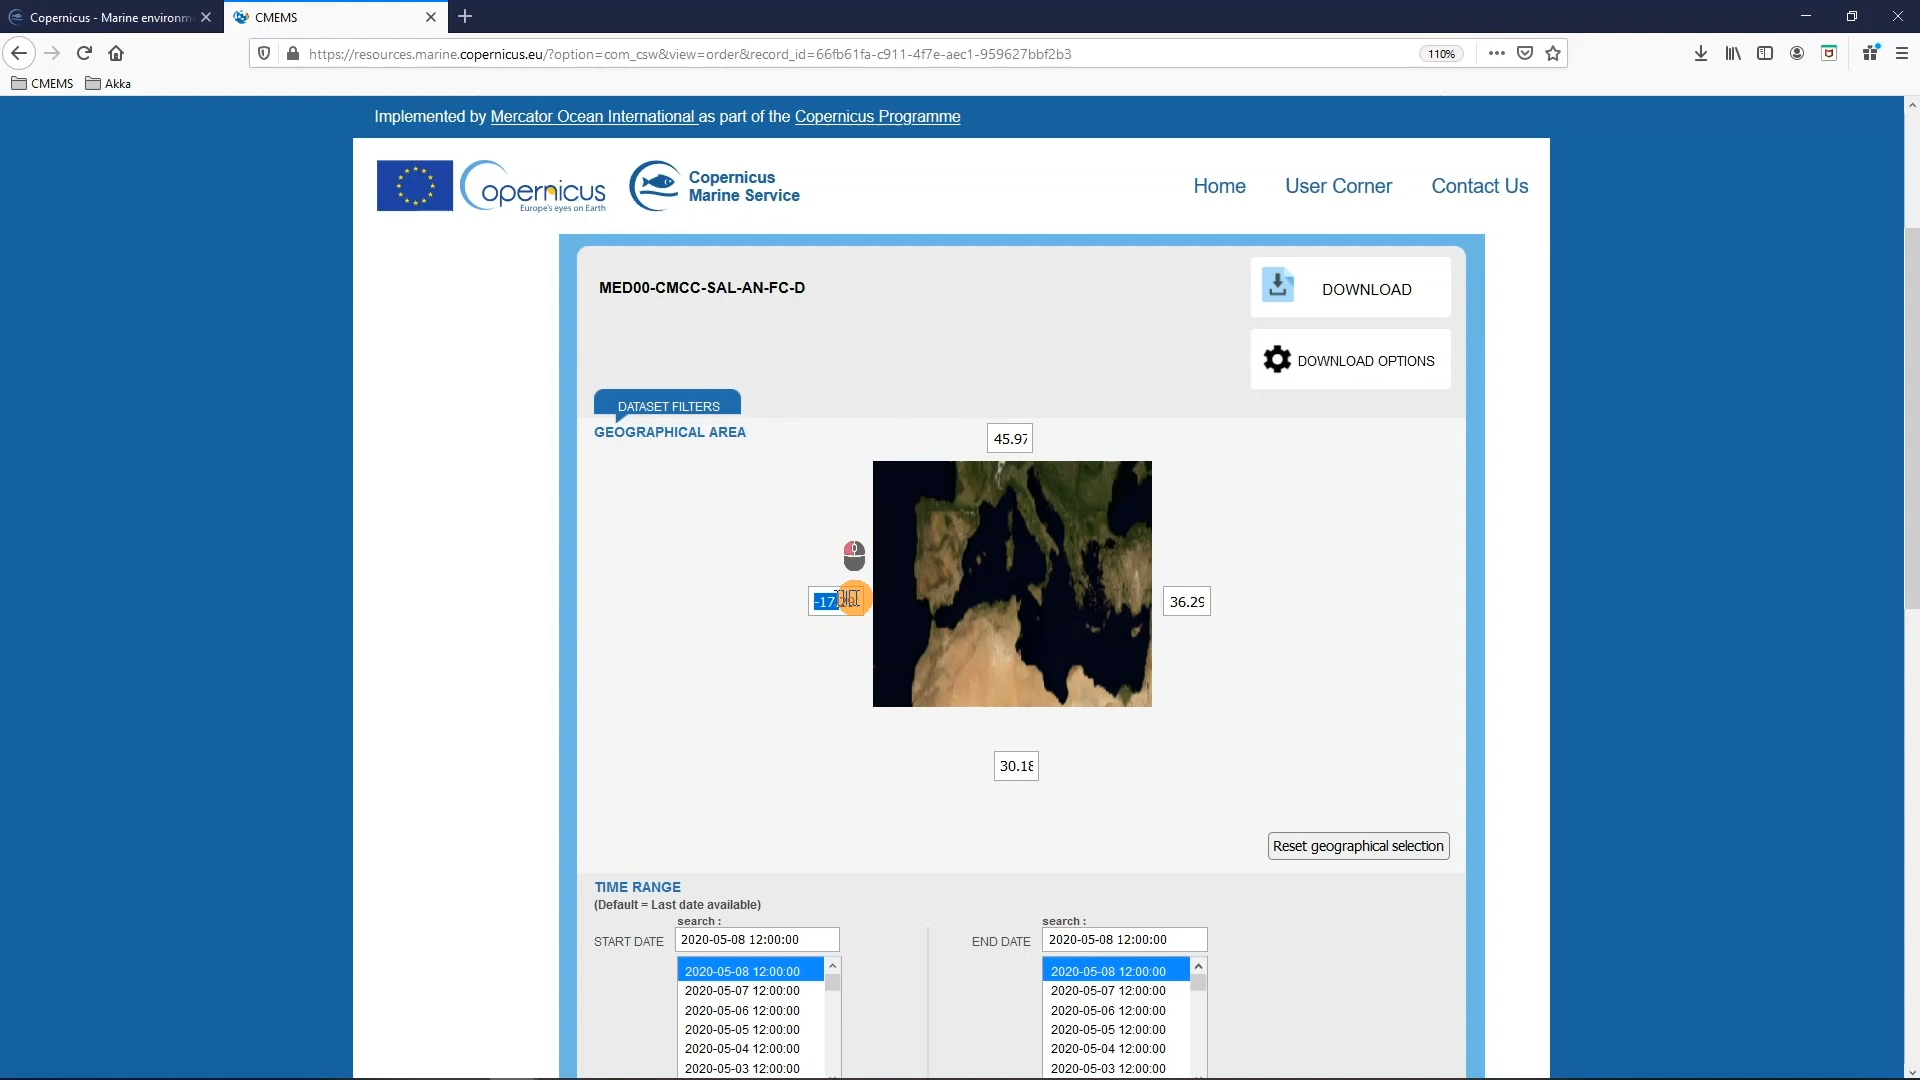 Copernicus - Marine environm
CMEMS
https://resources.marine.copernicus.eu/?option=com_csw&view=order&record_id=66fb61fa-c911-4f7e-aec1-959627bbf2b3
110%
CMEMS
Akka
Implemented by Mercator Ocean International as part of the Copernicus Programme
opernicus
Europe's eyes on Earth
Copernicus
Marine Service
Home
User Corner
Contact Us
MED00-CMCC-SAL-AN-FC-D
DOWNLOAD
DOWNLOAD OPTIONS
DATASET FILTERS
GEOGRAPHICAL AREA
45.97
-17.
36.29
30.18
Reset geographical selection
TIME RANGE
(Default = Last date available)
search :
START DATE
2020-05-08 12:00:00
2020-05-08 12:00:00
2020-05-07 12:00:00
2020-05-06 12:00:00
2020-05-05 12:00:00
2020-05-04 12:00:00
2020-05-03 12:00:00
search :
END DATE
2020-05-08 12:00:00
2020-05-08 12:00:00
2020-05-07 12:00:00
2020-05-06 12:00:00
2020-05-05 12:00:00
2020-05-04 12:00:00
2020-05-03 12:00:00